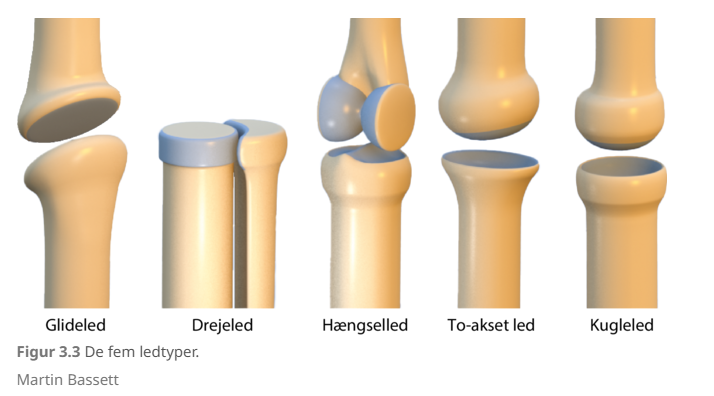 Glideled Drejeled Hængselled To-akset led Kugleled
Figur 3.3 De fem ledtyper.
Martin Bassett